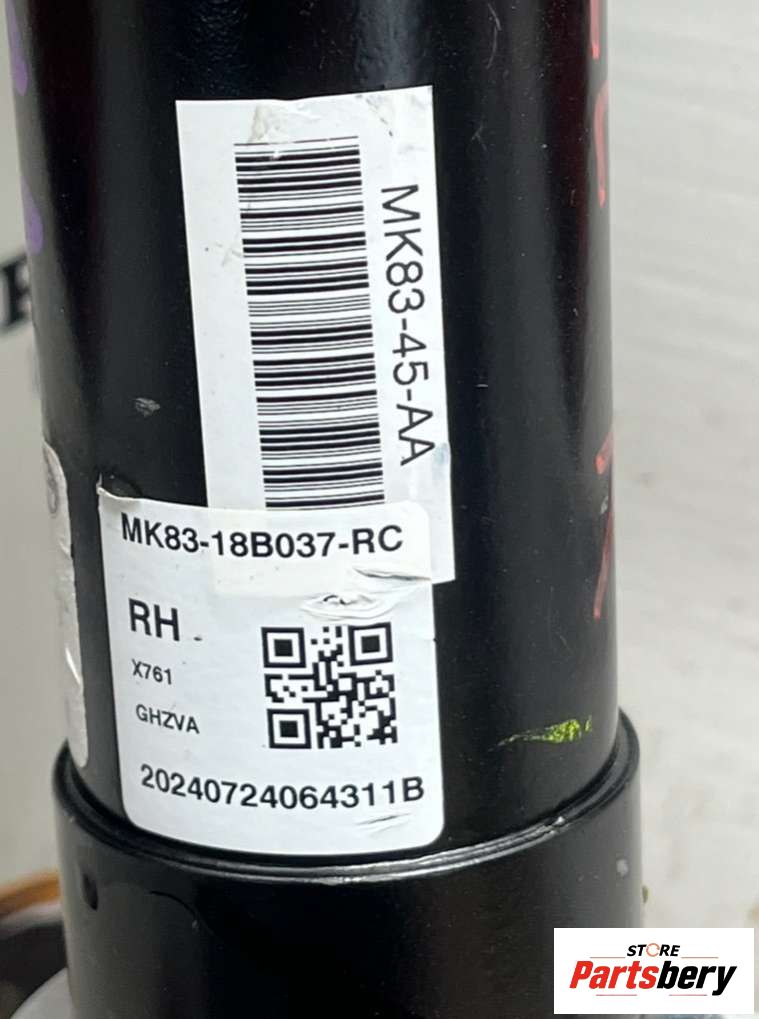 MK83-45-AA
MK83-18B037-RC
RH
X761
GHZVA
20240724064311B
STORE
Partsbery